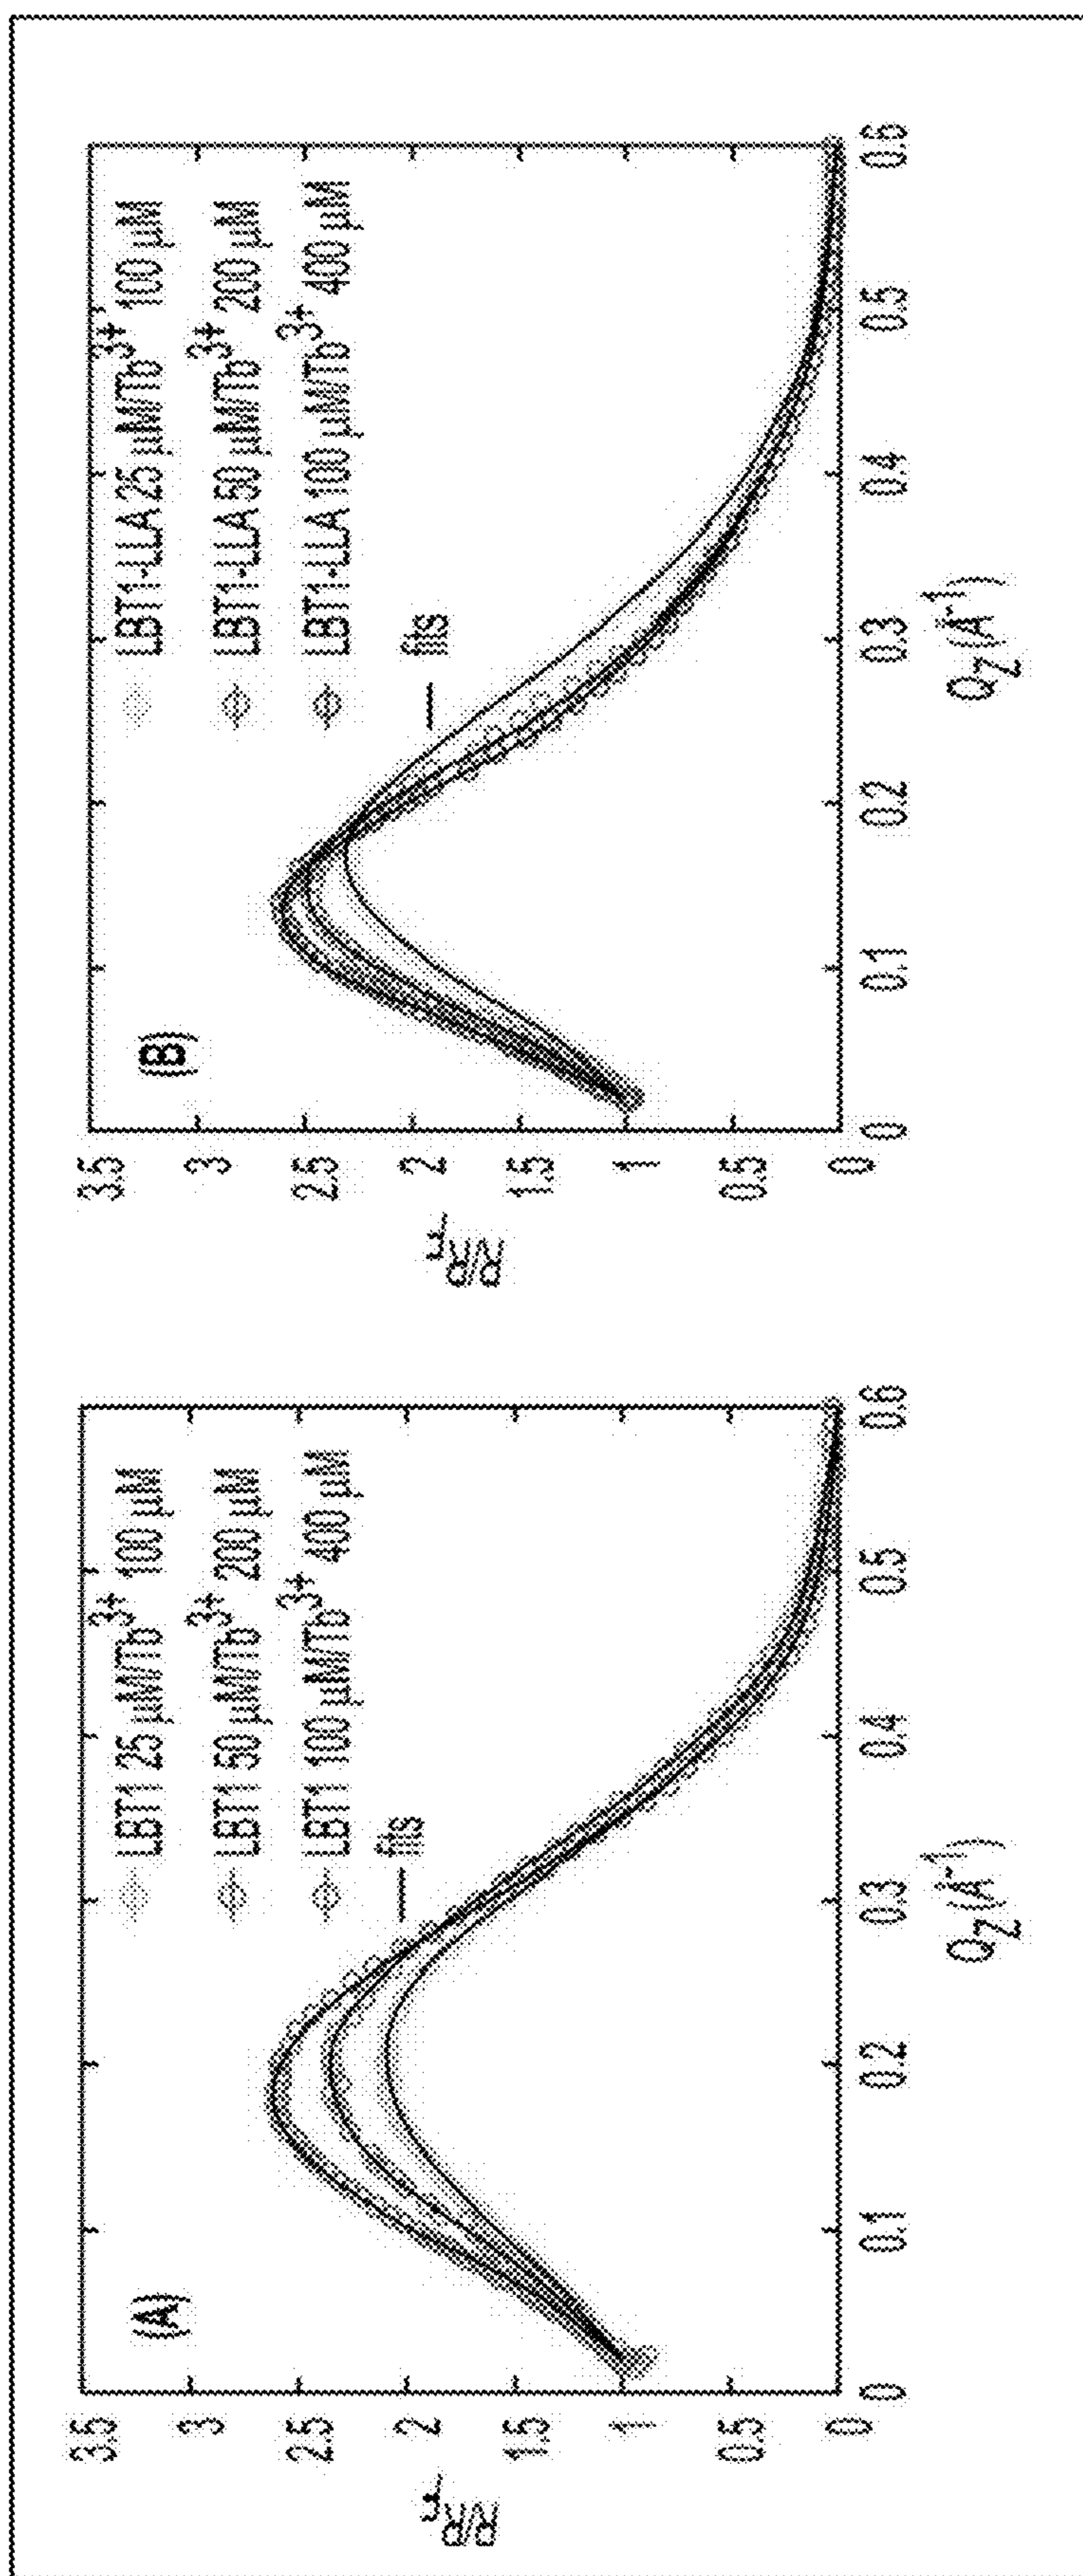 (A)
LBT1 25 μM/Tb³⁺ 100 μM
LBT1 50 μM/Tb³⁺ 200 μM
LBT1 100 μM/Tb³⁺ 400 μM
fits
R/R_F
3.5
3
2.5
2
1.5
1
0.5
0
0
0.1
0.2
0.3
0.4
0.5
0.6
Q_Z (Å⁻¹)
(B)
LBT1-LLA 25 μM/Tb³⁺ 100 μM
LBT1-LLA 50 μM/Tb³⁺ 200 μM
LBT1-LLA 100 μM/Tb³⁺ 400 μM
fits
R/R_F
3.5
3
2.5
2
1.5
1
0.5
0
0
0.1
0.2
0.3
0.4
0.5
0.6
Q_Z (Å⁻¹)